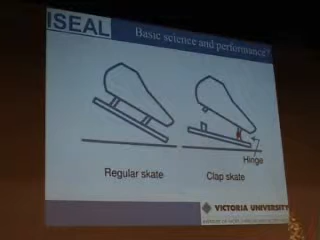 ISEAL
Basic science and performance?
Hinge
Regular skate
Clap skate
VICTORIA UNIVERSITY